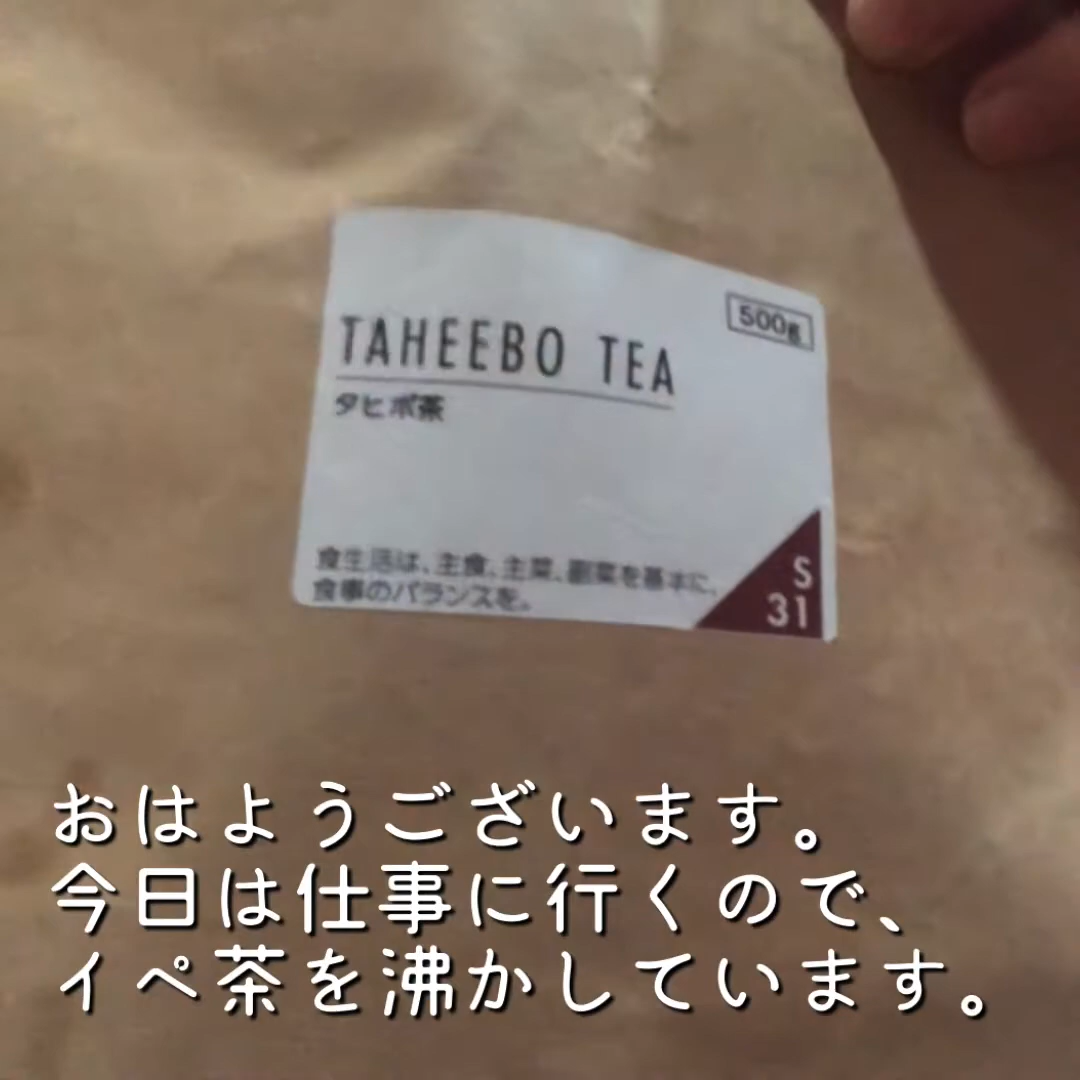 500g
TAHEEBO TEA
タヒボ茶
食生活は、主食、主菜、副菜を基本に、
食事のバランスを。
S
31
おはようございます。
今日は仕事に行くので、
イペ茶を沸かしています。